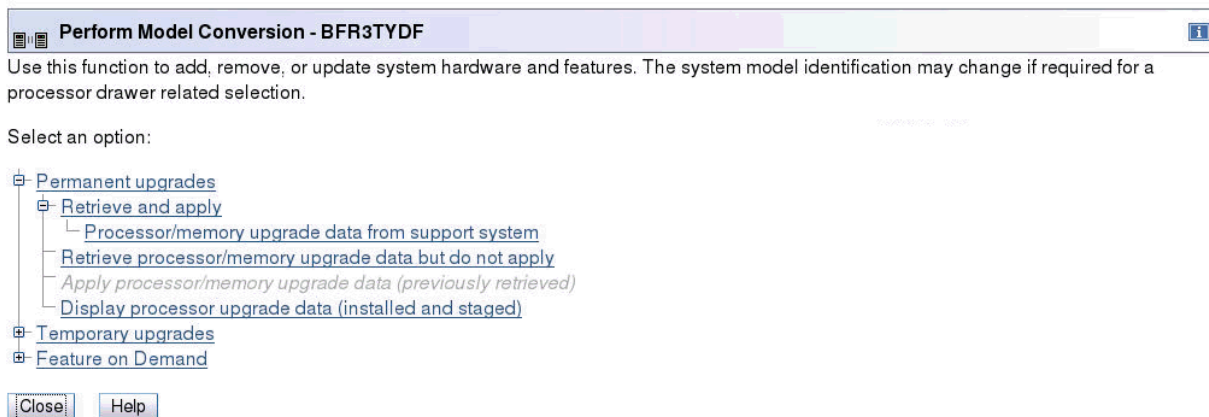 Perform Model Conversion - BFR3TYDF
Use this function to add, remove, or update system hardware and features. The system model identification may change if required for a
processor drawer related selection.
Select an option:
Permanent upgrades
Retrieve and apply
Processor/memory upgrade data from support system
Retrieve processor/memory upgrade data but do not apply
Apply processor/memory upgrade data (previously retrieved)
Display processor upgrade data (installed and staged)
Temporary upgrades
Feature on Demand
Close Help